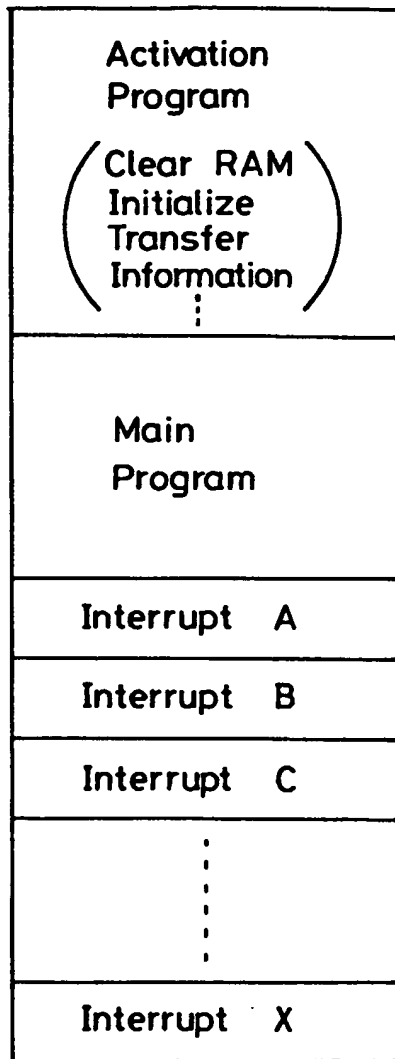 Activation
Program
Clear RAM
Initialize
Transfer
Information
Main
Program
Interrupt A
Interrupt B
Interrupt C
Interrupt X